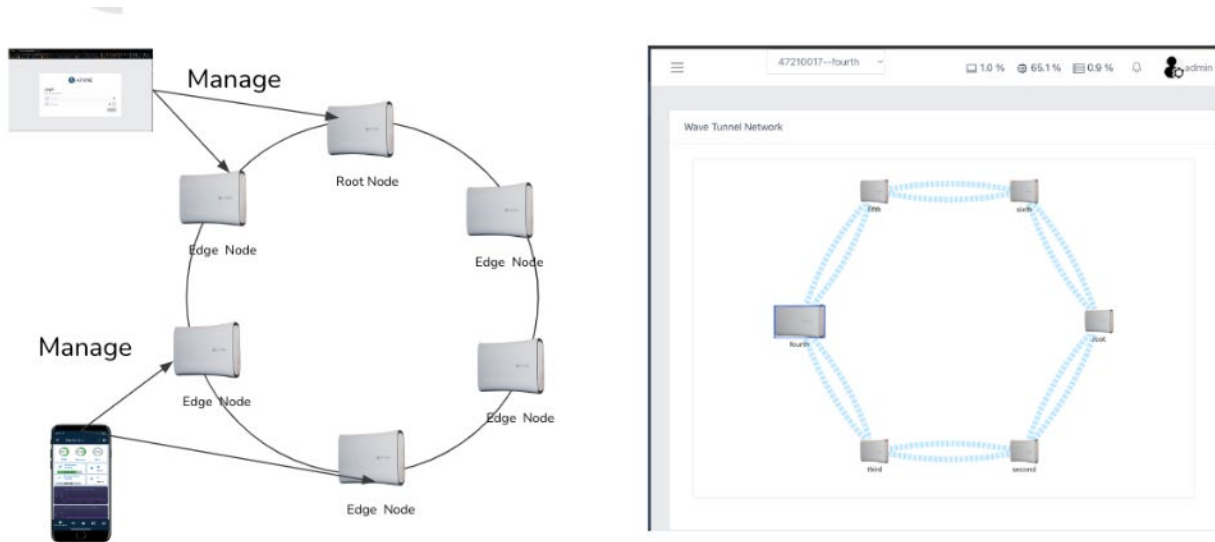 Manage
Root Node
Edge Node
Edge Node
Manage
Edge Node
Edge Node
Edge Node
47210017--fourth
1.0 %
65.1 %
0.9 %
admin
Wave Tunnel Network
fifth
sixth
fourth
root
third
second